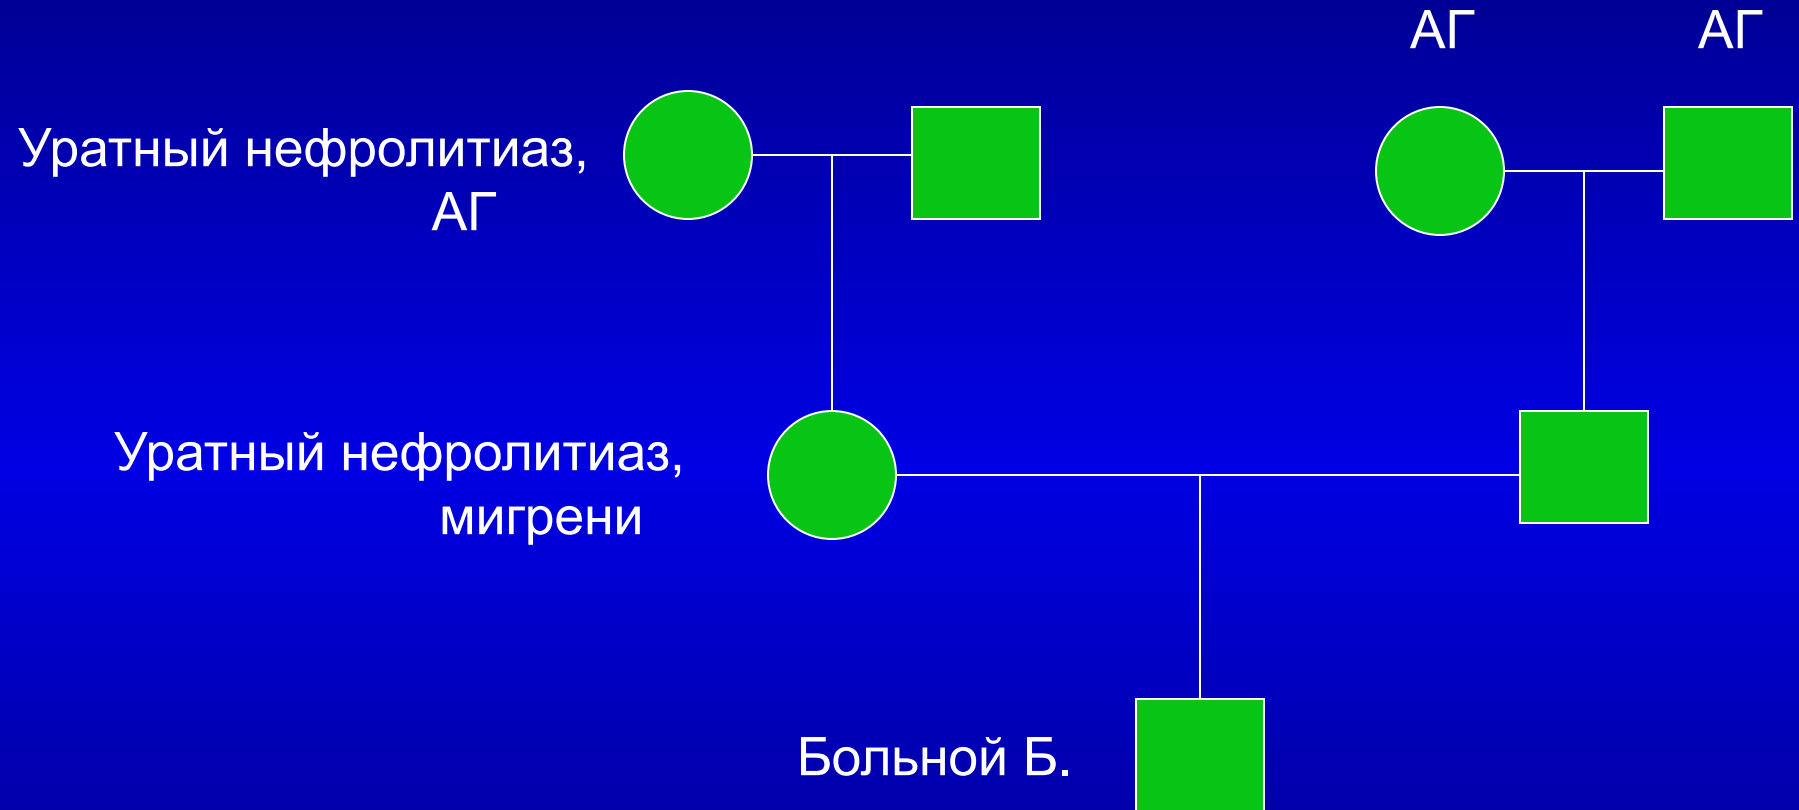 АГ АГ
Уратный нефролитиаз,
АГ
Уратный нефролитиаз,
мигрени
Больной Б.